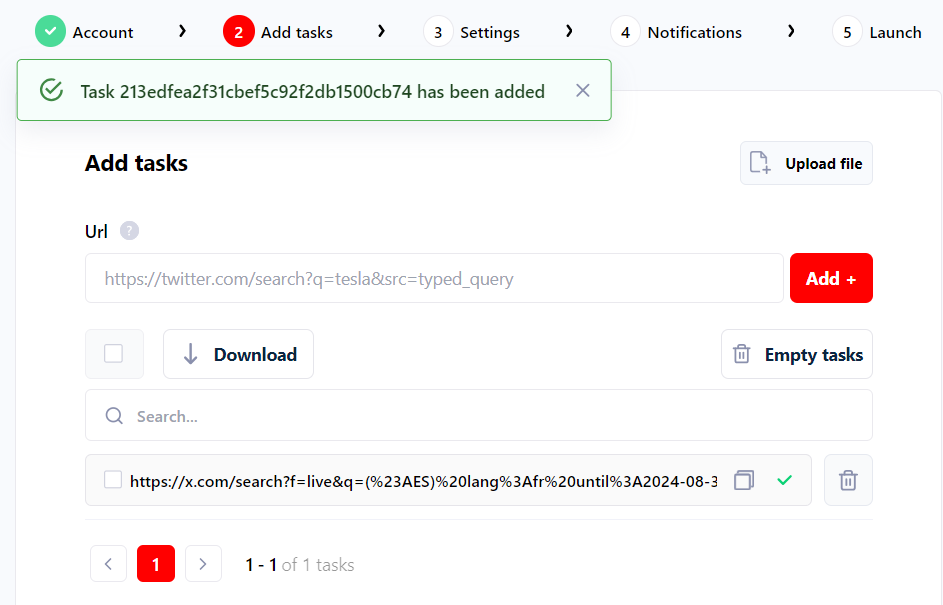 Account 2 Add tasks 3 Settings 4 Notifications 5 Launch
Task 213edfea2f31cbef5c92f2db1500cb74 has been added
Add tasks
Upload file
Url ?
https://twitter.com/search?q=tesla&src=typed_query
Add +
Download
Empty tasks
Search...
https://x.com/search?f=live&q=(%23AES)%20lang%3Afr%20until%3A2024-08-3
1
1 - 1 of 1 tasks